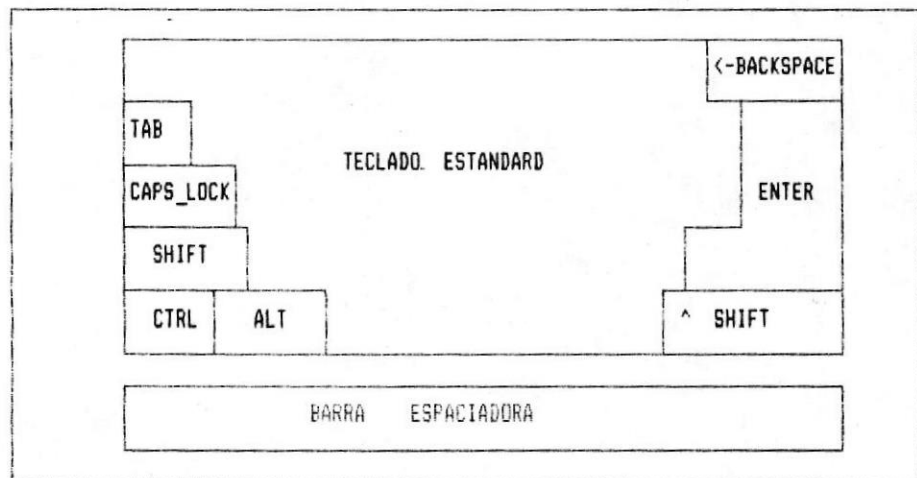 <-BACKSPACE
TAB
TECLADO ESTANDARD
CAPS_LOCK
ENTER
SHIFT
CTRL
ALT
^ SHIFT
BARRA ESPACIADORA